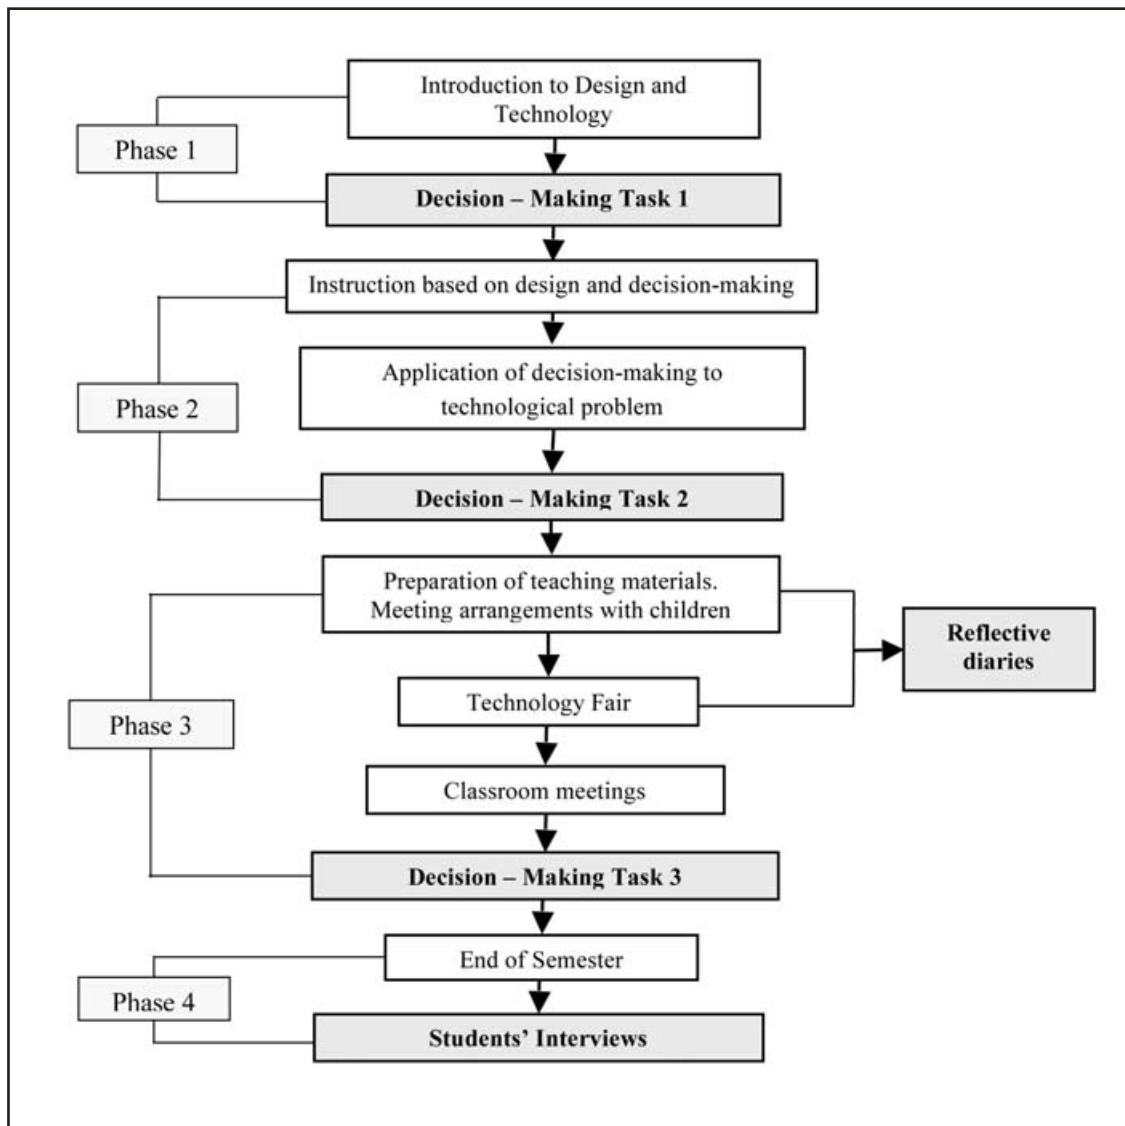 Introduction to Design and
Technology
Phase 1
Decision – Making Task 1
Instruction based on design and decision-making
Application of decision-making to
technological problem
Phase 2
Decision – Making Task 2
Preparation of teaching materials.
Meeting arrangements with children
Reflective
diaries
Technology Fair
Phase 3
Classroom meetings
Decision – Making Task 3
End of Semester
Phase 4
Students’ Interviews